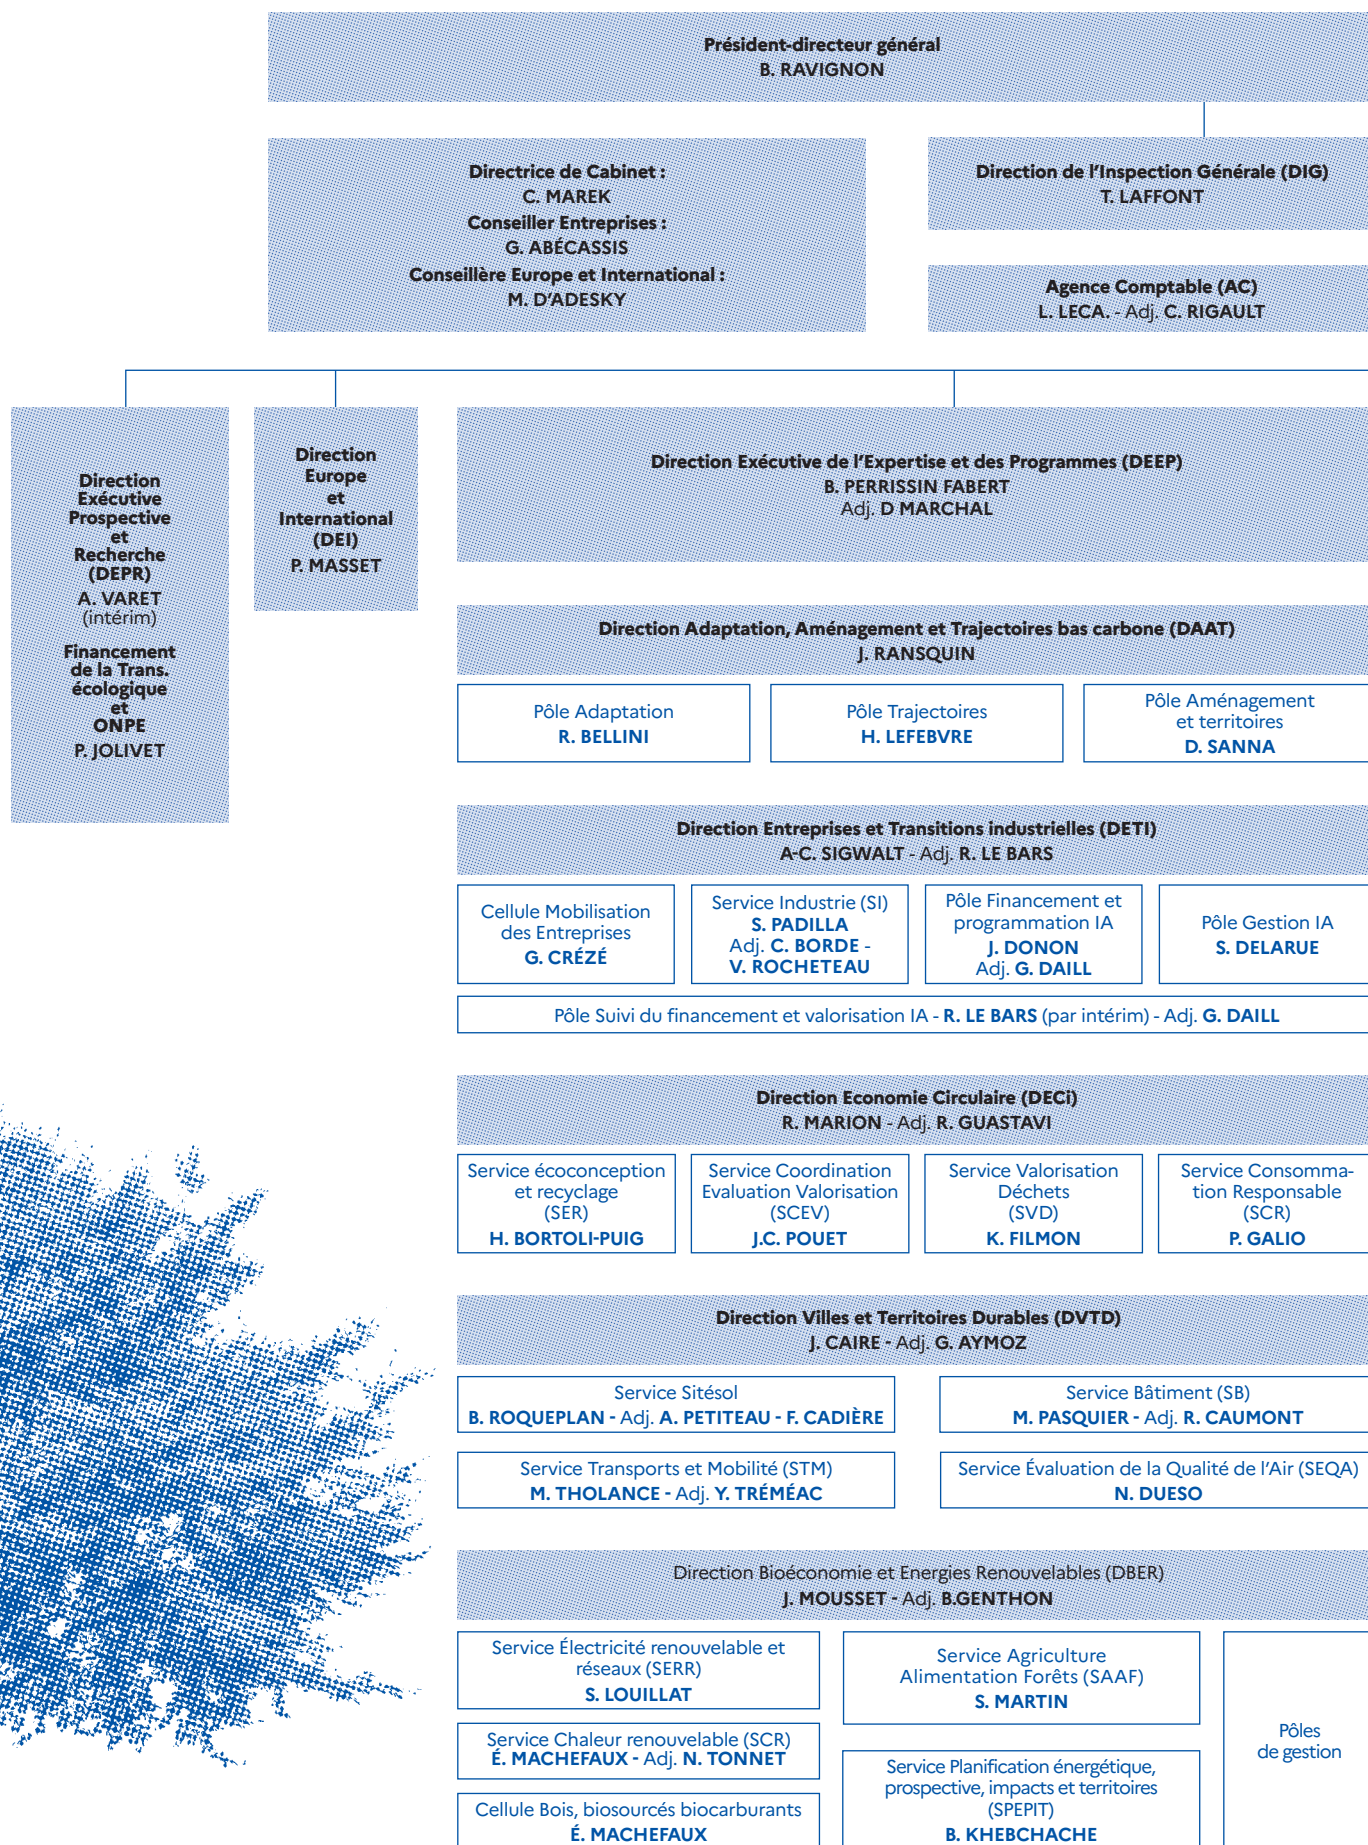 Président-directeur général
B. RAVIGNON
Directrice de Cabinet :
C. MAREK
Conseiller Entreprises :
G. ABÉCASSIS
Conseillère Europe et International :
M. D'ADESKY
Direction de l'Inspection Générale (DIG)
T. LAFFONT
Agence Comptable (AC)
L. LECA. - Adj. C. RIGAULT
Direction
Exécutive
Prospective
et
Recherche
(DEPR)
A. VARET
(intérim)
Financement
de la Trans.
écologique
et
ONPE
P. JOLIVET
Direction
Europe
et
International
(DEI)
P. MASSET
Direction Exécutive de l'Expertise et des Programmes (DEEP)
B. PERRISSIN FABERT
Adj. D MARCHAL
Direction Adaptation, Aménagement et Trajectoires bas carbone (DAAT)
J. RANSQUIN
Pôle Adaptation
R. BELLINI
Pôle Trajectoires
H. LEFEBVRE
Pôle Aménagement
et territoires
D. SANNA
Direction Entreprises et Transitions industrielles (DETI)
A-C. SIGWALT - Adj. R. LE BARS
Cellule Mobilisation
des Entreprises
G. CRÉZÉ
Service Industrie (SI)
S. PADILLA
Adj. C. BORDE -
V. ROCHETEAU
Pôle Financement et
programmation IA
J. DONON
Adj. G. DAILL
Pôle Gestion IA
S. DELARUE
Pôle Suivi du financement et valorisation IA - R. LE BARS (par intérim) - Adj. G. DAILL
Direction Economie Circulaire (DECi)
R. MARION - Adj. R. GUASTAVI
Service écoconception
et recyclage
(SER)
H. BORTOLI-PUIG
Service Coordination
Evaluation Valorisation
(SCEV)
J.C. POUET
Service Valorisation
Déchets
(SVD)
K. FILMON
Service Consomma-
tion Responsable
(SCR)
P. GALIO
Direction Villes et Territoires Durables (DVTD)
J. CAIRE - Adj. G. AYMOZ
Service Sitésol
B. ROQUEPLAN - Adj. A. PETITEAU - F. CADIÈRE
Service Bâtiment (SB)
M. PASQUIER - Adj. R. CAUMONT
Service Transports et Mobilité (STM)
M. THOLANCE - Adj. Y. TRÉMÉAC
Service Évaluation de la Qualité de l'Air (SEQA)
N. DUESO
Direction Bioéconomie et Energies Renouvelables (DBER)
J. MOUSSET - Adj. B.GENTHON
Service Électricité renouvelable et
réseaux (SERR)
S. LOUILLAT
Service Chaleur renouvelable (SCR)
É. MACHEFAUX - Adj. N. TONNET
Cellule Bois, biosourcés biocarburants
É. MACHEFAUX
Service Agriculture
Alimentation Forêts (SAAF)
S. MARTIN
Service Planification énergétique,
prospective, impacts et territoires
(SPEPIT)
B. KHEBCHACHE
Pôles
de gestion